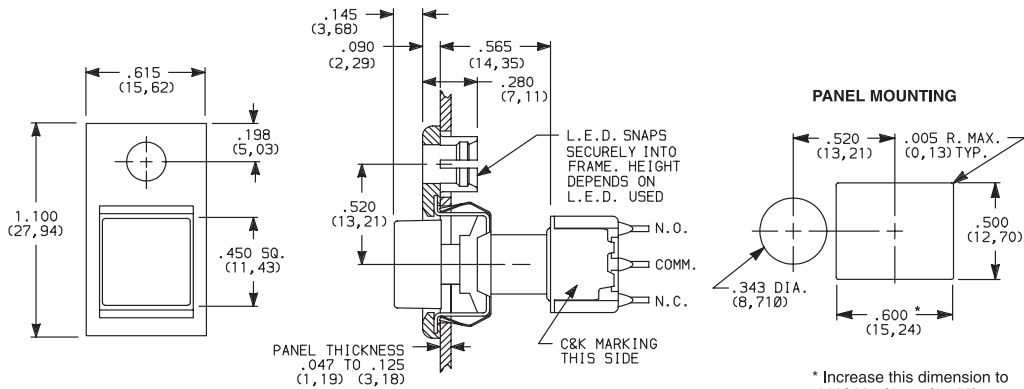 .615
(15,62)
.198
(5,03)
1.100
(27,94)
.450 SQ.
(11,43)
.145
(3,68)
.090
(2,29)
.565
(14,35)
.280
(7,11)
L.E.D. SNAPS
SECURELY INTO
FRAME. HEIGHT
DEPENDS ON
L.E.D. USED
.520
(13,21)
N.O.
COMM.
N.C.
PANEL THICKNESS
.047 TO .125
(1,19) (3,18)
C&K MARKING
THIS SIDE
PANEL MOUNTING
.520
(13,21)
.005 R. MAX.
(0,13) TYP.
.500
(12,70)
.343 DIA.
(8,710)
.600 *
(15,24)
* Increase this dimension to